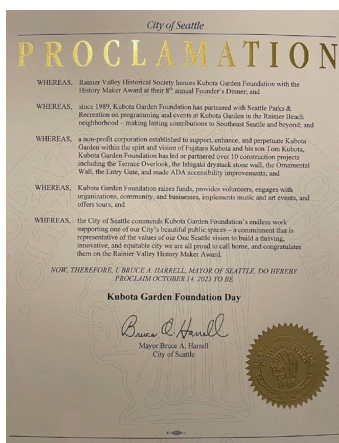 City of Seattle
PROCLAMATION
WHEREAS, Rainier Valley Historical Society honors Kubota Garden Foundation with the
History Maker Award at their 8th annual Founder's Dinner; and
WHEREAS, since 1989, Kubota Garden Foundation has partnered with Seattle Parks &
Recreation on programming and events at Kubota Garden in the Rainier Beach
neighborhood – making lasting contributions to Southeast Seattle and beyond; and
WHEREAS, a non-profit corporation established to support, enhance, and perpetuate Kubota
Garden within the spirt and vision of Fujitaro Kubota and his son Tom Kubota,
Kubota Garden Foundation has led or partnered over 10 construction projects
including the Terrace Overlook, the Ishigaki drystack stone wall, the Ornamental
Wall, the Entry Gate, and made ADA accessibility improvements; and
WHEREAS, Kubota Garden Foundation raises funds, provides volunteers, engages with
organizations, community, and businesses, implements music and art events, and
offers tours; and
WHEREAS, the City of Seattle commends Kubota Garden Foundation's endless work
supporting one of our City's beautiful public spaces – a commitment that is
representative of the values of our One Seattle vision to build a thriving,
innovative, and equitable city we are all proud to call home, and congratulates
them on the Rainier Valley History Maker Award.
NOW, THEREFORE, I, BRUCE A. HARRELL, MAYOR OF SEATTLE, DO HEREBY
PROCLAIM OCTOBER 14, 2023 TO BE
Kubota Garden Foundation Day
Bruce A. Harrell
Mayor Bruce A. Harrell
City of Seattle